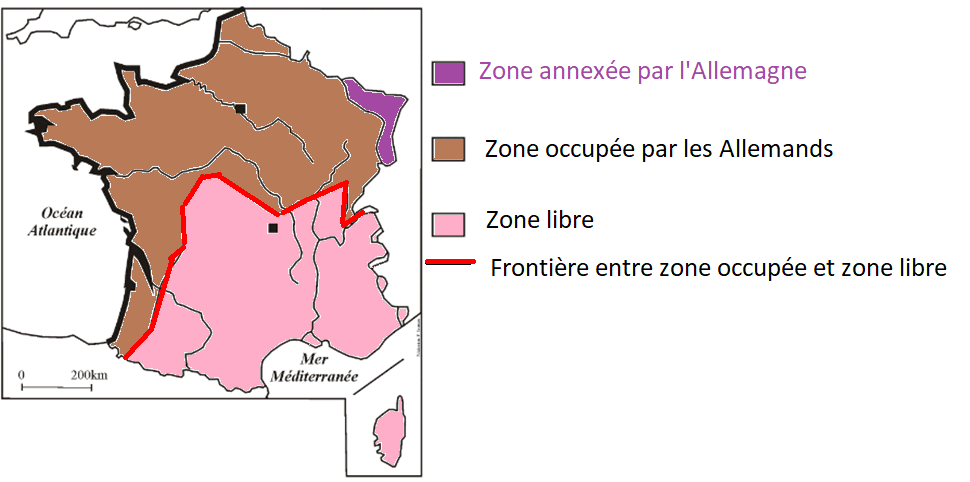 Zone annexée par l'Allemagne
Zone occupée par les Allemands
Zone libre
Frontière entre zone occupée et zone libre
Océan
Atlantique
Mer
Méditerranée
0 200km